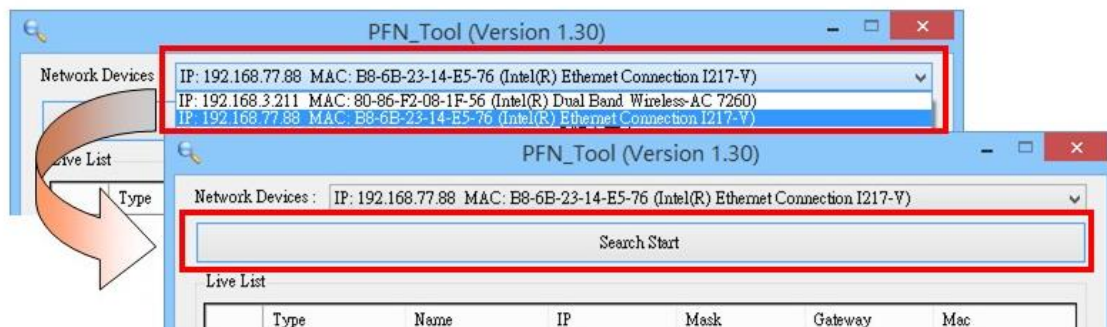 PFN_Tool (Version 1.30)
Network Devices
IP: 192.168.77.88 MAC: B8-6B-23-14-E5-76 (Intel(R) Ethernet Connection I217-V)
IP: 192.168.3.211 MAC: 80-86-F2-08-1F-56 (Intel(R) Dual Band Wireless-AC 7260)
IP: 192.168.77.88 MAC: B8-6B-23-14-E5-76 (Intel(R) Ethernet Connection I217-V)
Live List
Type
PFN_Tool (Version 1.30)
Network Devices : IP: 192.168.77.88 MAC: B8-6B-23-14-E5-76 (Intel(R) Ethernet Connection I217-V)
Search Start
Live List
Type Name IP Mask Gateway Mac